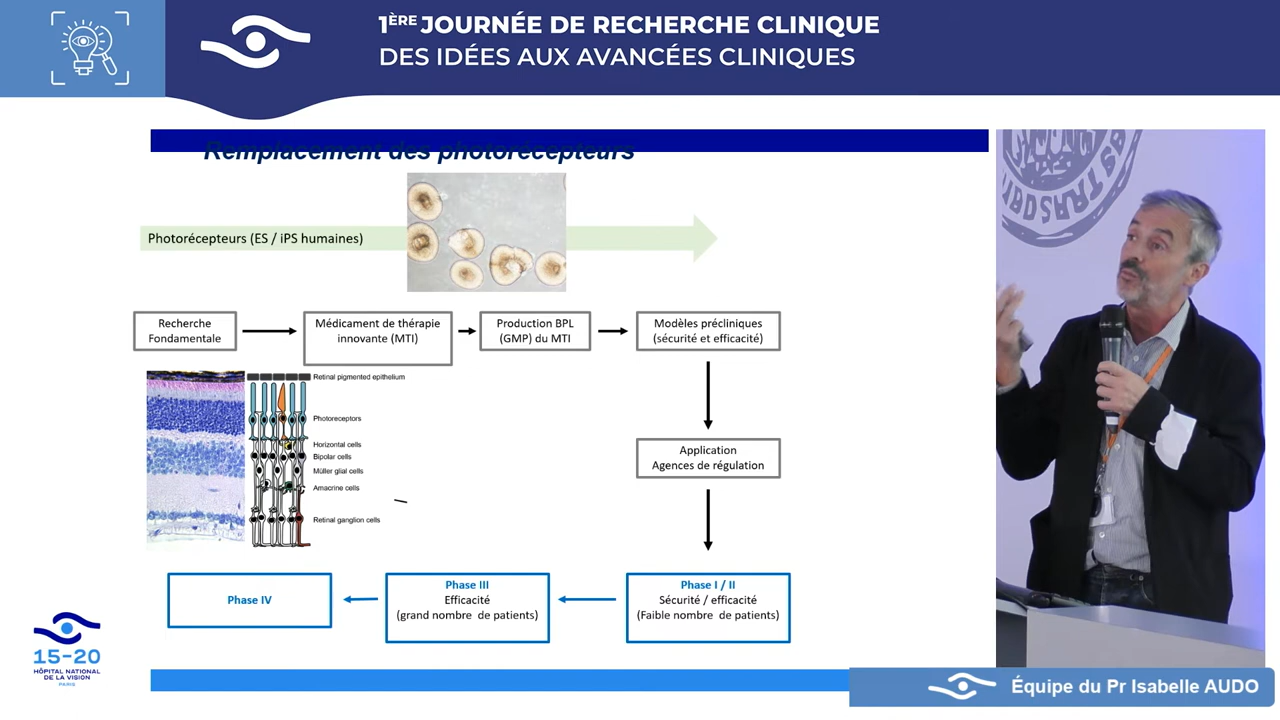 1ÈRE JOURNÉE DE RECHERCHE CLINIQUE
DES IDÉES AUX AVANCÉES CLINIQUES
Remplacement des photorécepteurs
Photorécepteurs (ES / iPS humaines)
Recherche
Fondamentale
Médicament de thérapie
innovante (MTI)
Production BPL
(GMP) du MTI
Modèles précliniques
(sécurité et efficacité)
Retinal pigmented epithelium
Photoreceptors
Horizontal cells
Bipolar cells
Müller glial cells
Amacrine cells
Retinal ganglion cells
Application
Agences de régulation
Phase IV
Phase III
Efficacité
(grand nombre de patients)
Phase I / II
Sécurité / efficacité
(Faible nombre de patients)
15-20
HÔPITAL NATIONAL
DE LA VISION
PARIS
Équipe du Pr Isabelle AUDO